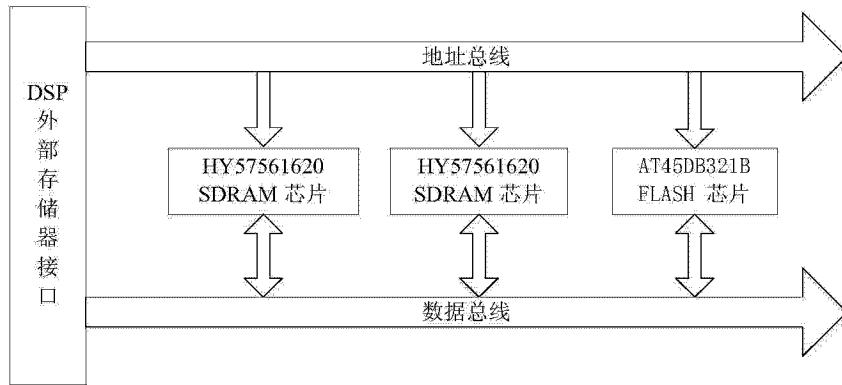 地址总线
DSP
外
部
存
储
器
接
口
HY57561620
SDRAM 芯片
HY57561620
SDRAM 芯片
AT45DB321B
FLASH 芯片
数据总线